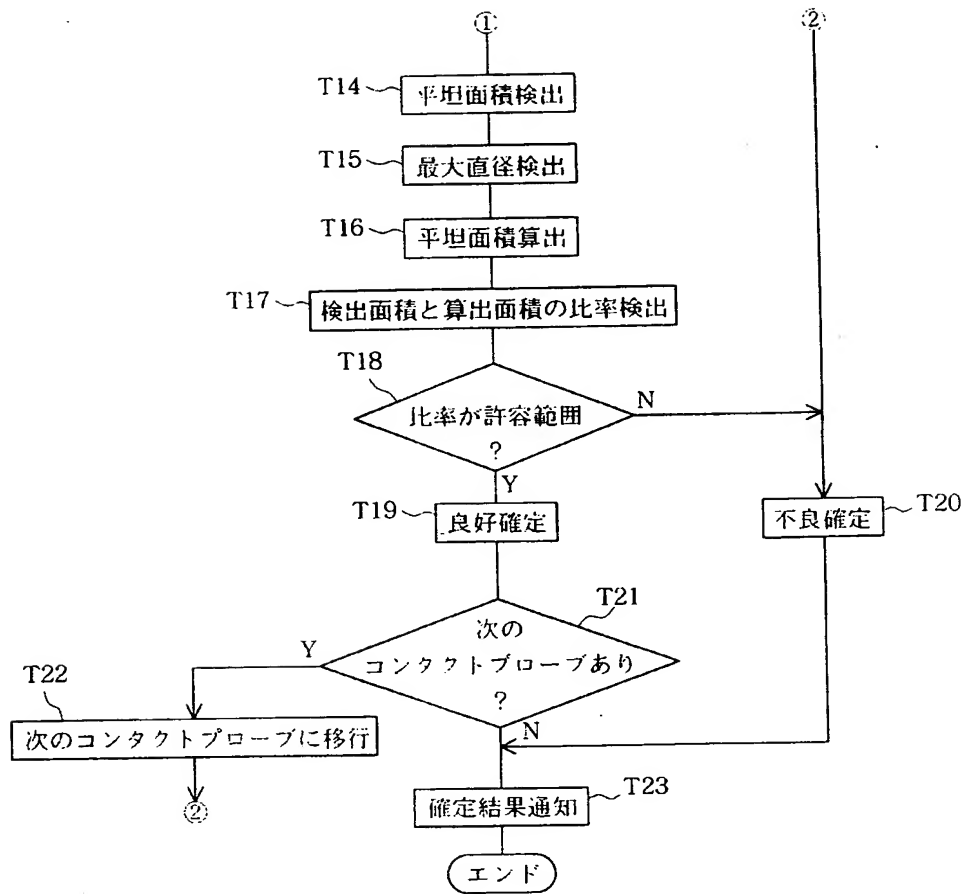 ① ②
T14 平坦面積検出
T15 最大直径検出
T16 平坦面積算出
T17 検出面積と算出面積の比率検出
T18
比率が許容範囲
?
N
Y
T19 良好確定
不良確定 T20
T21
次の
コンタクトプローブあり
?
Y
T22
次のコンタクトプローブに移行
N
②
確定結果通知 T23
エンド